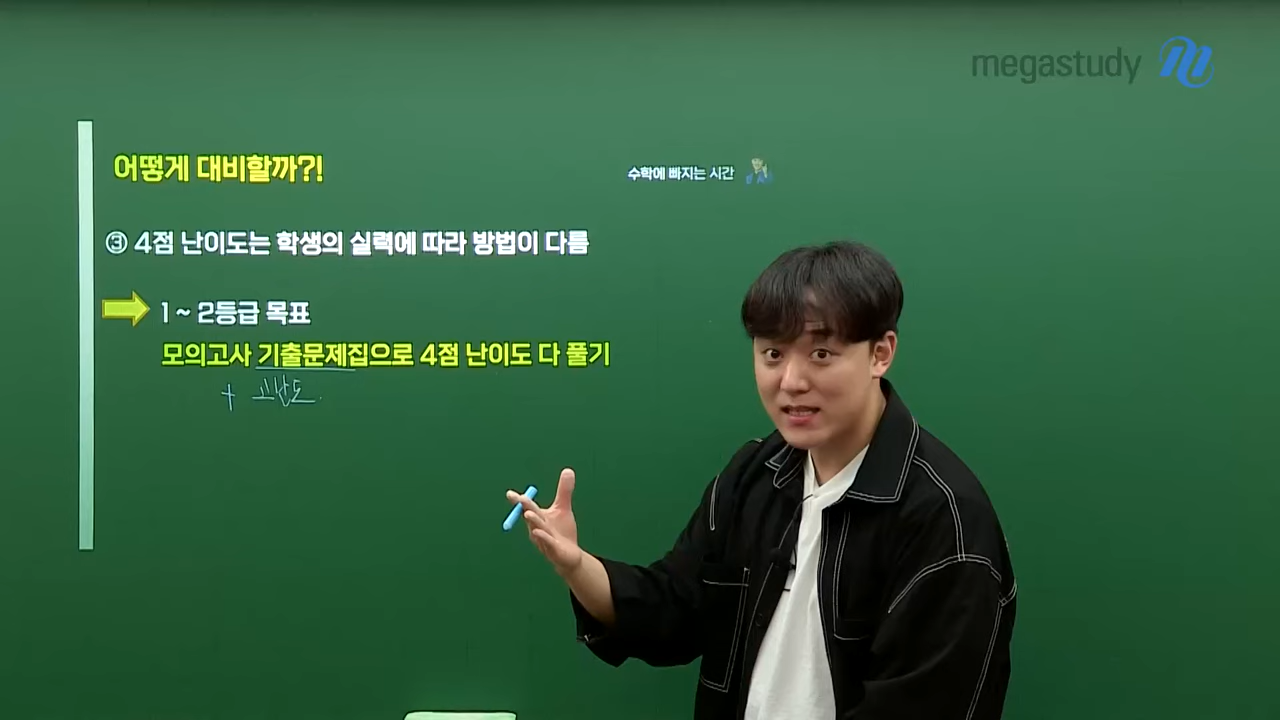 megastudy
어떻게 대비할까?!
수학에 빠지는 시간
③ 4점 난이도는 학생의 실력에 따라 방법이 다름
1 ~ 2등급 목표
모의고사 기출문제집으로 4점 난이도 다 풀기
+ 고난도.